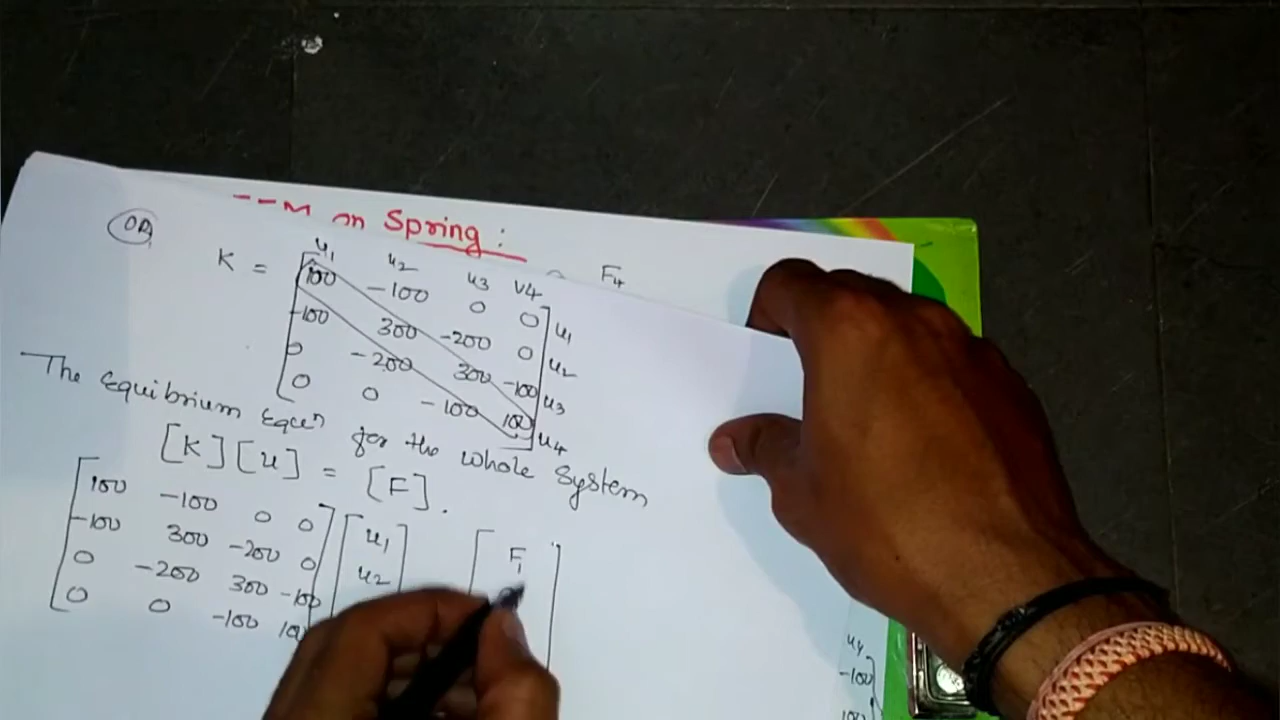 on Spring :
OR
F4
u1 u2 u3 u4
K = [ 100 -100 0 0 ] u1
-100 300 -200 0 u2
0 -200 300 -100 u3
0 0 -100 100 u4
The Equibrium Equn for the whole System
[K][u] = [F].
[ 100 -100 0 0 ] [ u1 ] [ F1 ]
-100 300 -200 0 u2
0 -200 300 -100
0 0 -100
u4
-100
100